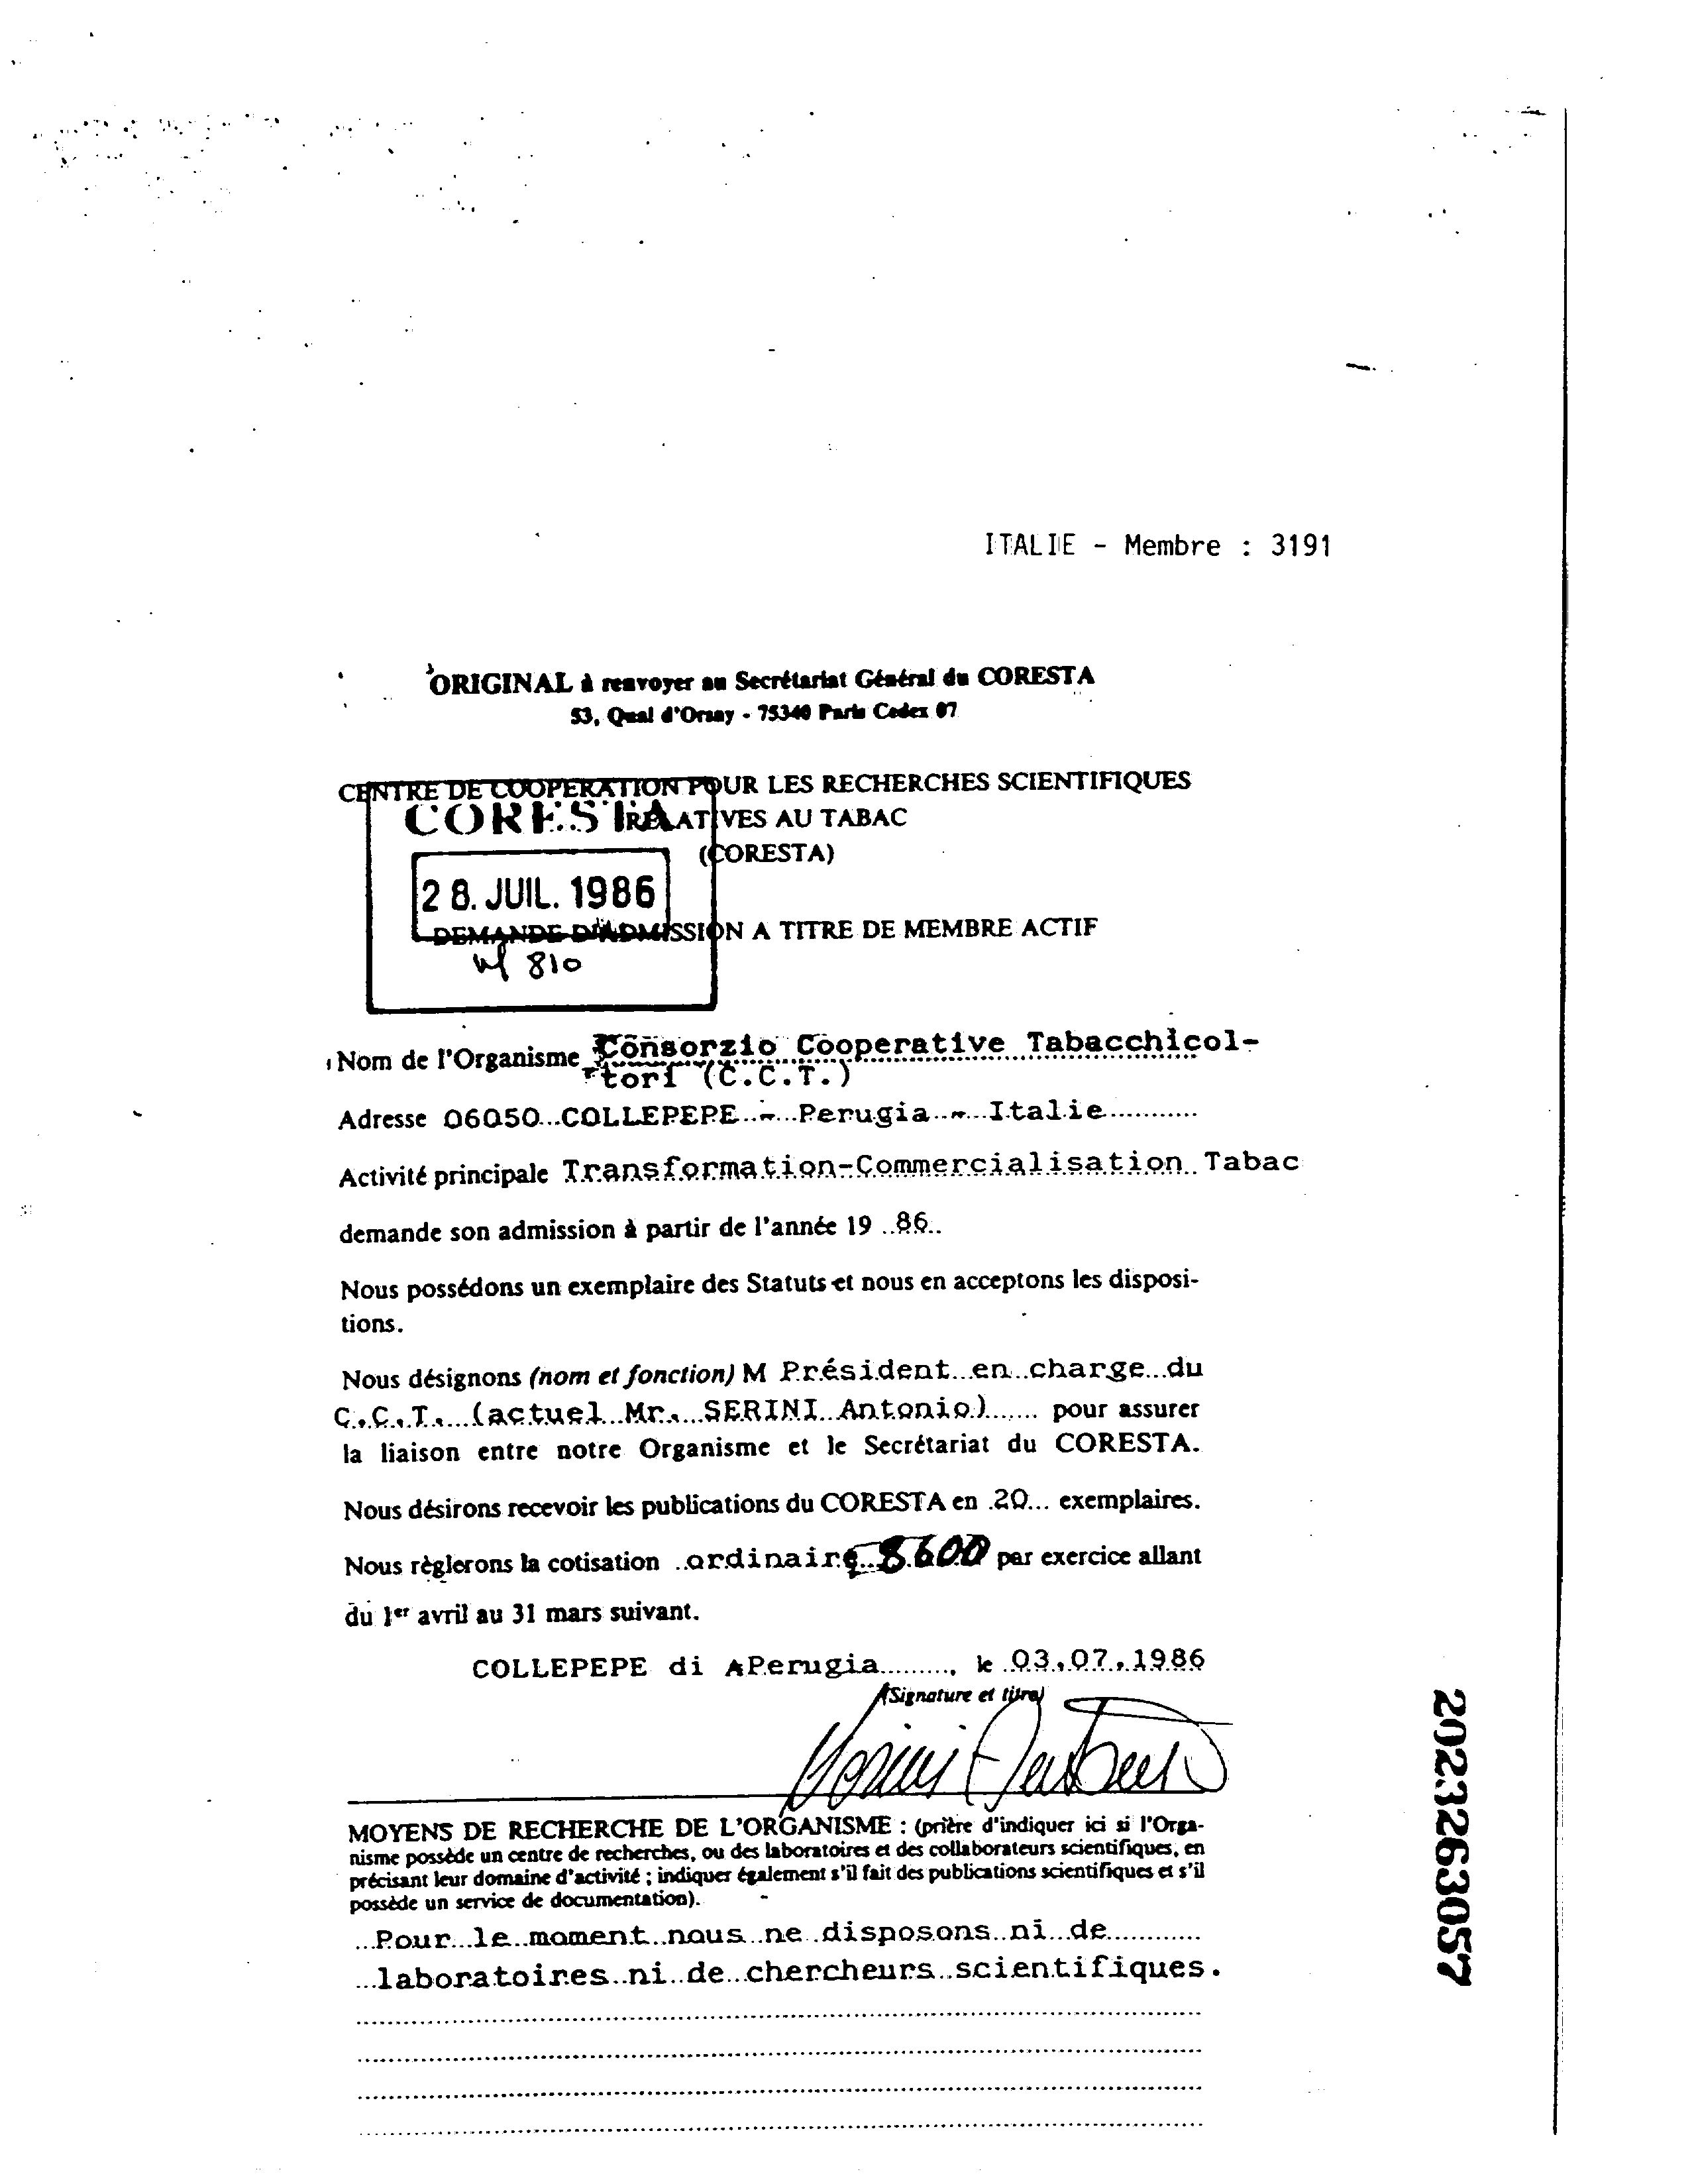 ITALIE - Membre : 3191
ORIGINAL à renvoyer au Secrétariat Général du CORESTA
53, Quai d'Orsay - 75340 Paris Cedex 07
CENTRE DE COOPERATION POUR LES RECHERCHES SCIENTIFIQUES
RELATIVES AU TABAC
(CORESTA)
CORESTA
28. JUIL. 1986
DEMANDE D'ADMISSION A TITRE DE MEMBRE ACTIF
810
Nom de l'Organisme Consorzio Cooperative Tabacchicol-
tori (C.C.T.)
Adresse 06050 COLLEPEPE - Perugia - Italie
Activité principale Transformation-Commercialisation Tabac
demande son admission à partir de l'année 19 86
Nous possédons un exemplaire des Statuts et nous en acceptons les disposi-
tions.
Nous désignons (nom et fonction) M Président en charge du
C.C.T. (actuel Mr. SERINI Antonio) pour assurer
la liaison entre notre Organisme et le Secrétariat du CORESTA.
Nous désirons recevoir les publications du CORESTA en 20 exemplaires.
Nous règlerons la cotisation ordinaire 8600 par exercice allant
du 1er avril au 31 mars suivant.
COLLEPEPE di A Perugia, le 03.07.1986
(Signature et titre)
MOYENS DE RECHERCHE DE L'ORGANISME : (prière d'indiquer ici si l'Orga-
nisme possède un centre de recherches, ou des laboratoires et des collaborateurs scientifiques, en
précisant leur domaine d'activité ; indiquer également s'il fait des publications scientifiques et s'il
possède un service de documentation).
Pour le moment nous ne disposons ni de
laboratoires ni de chercheurs scientifiques.
2023263057